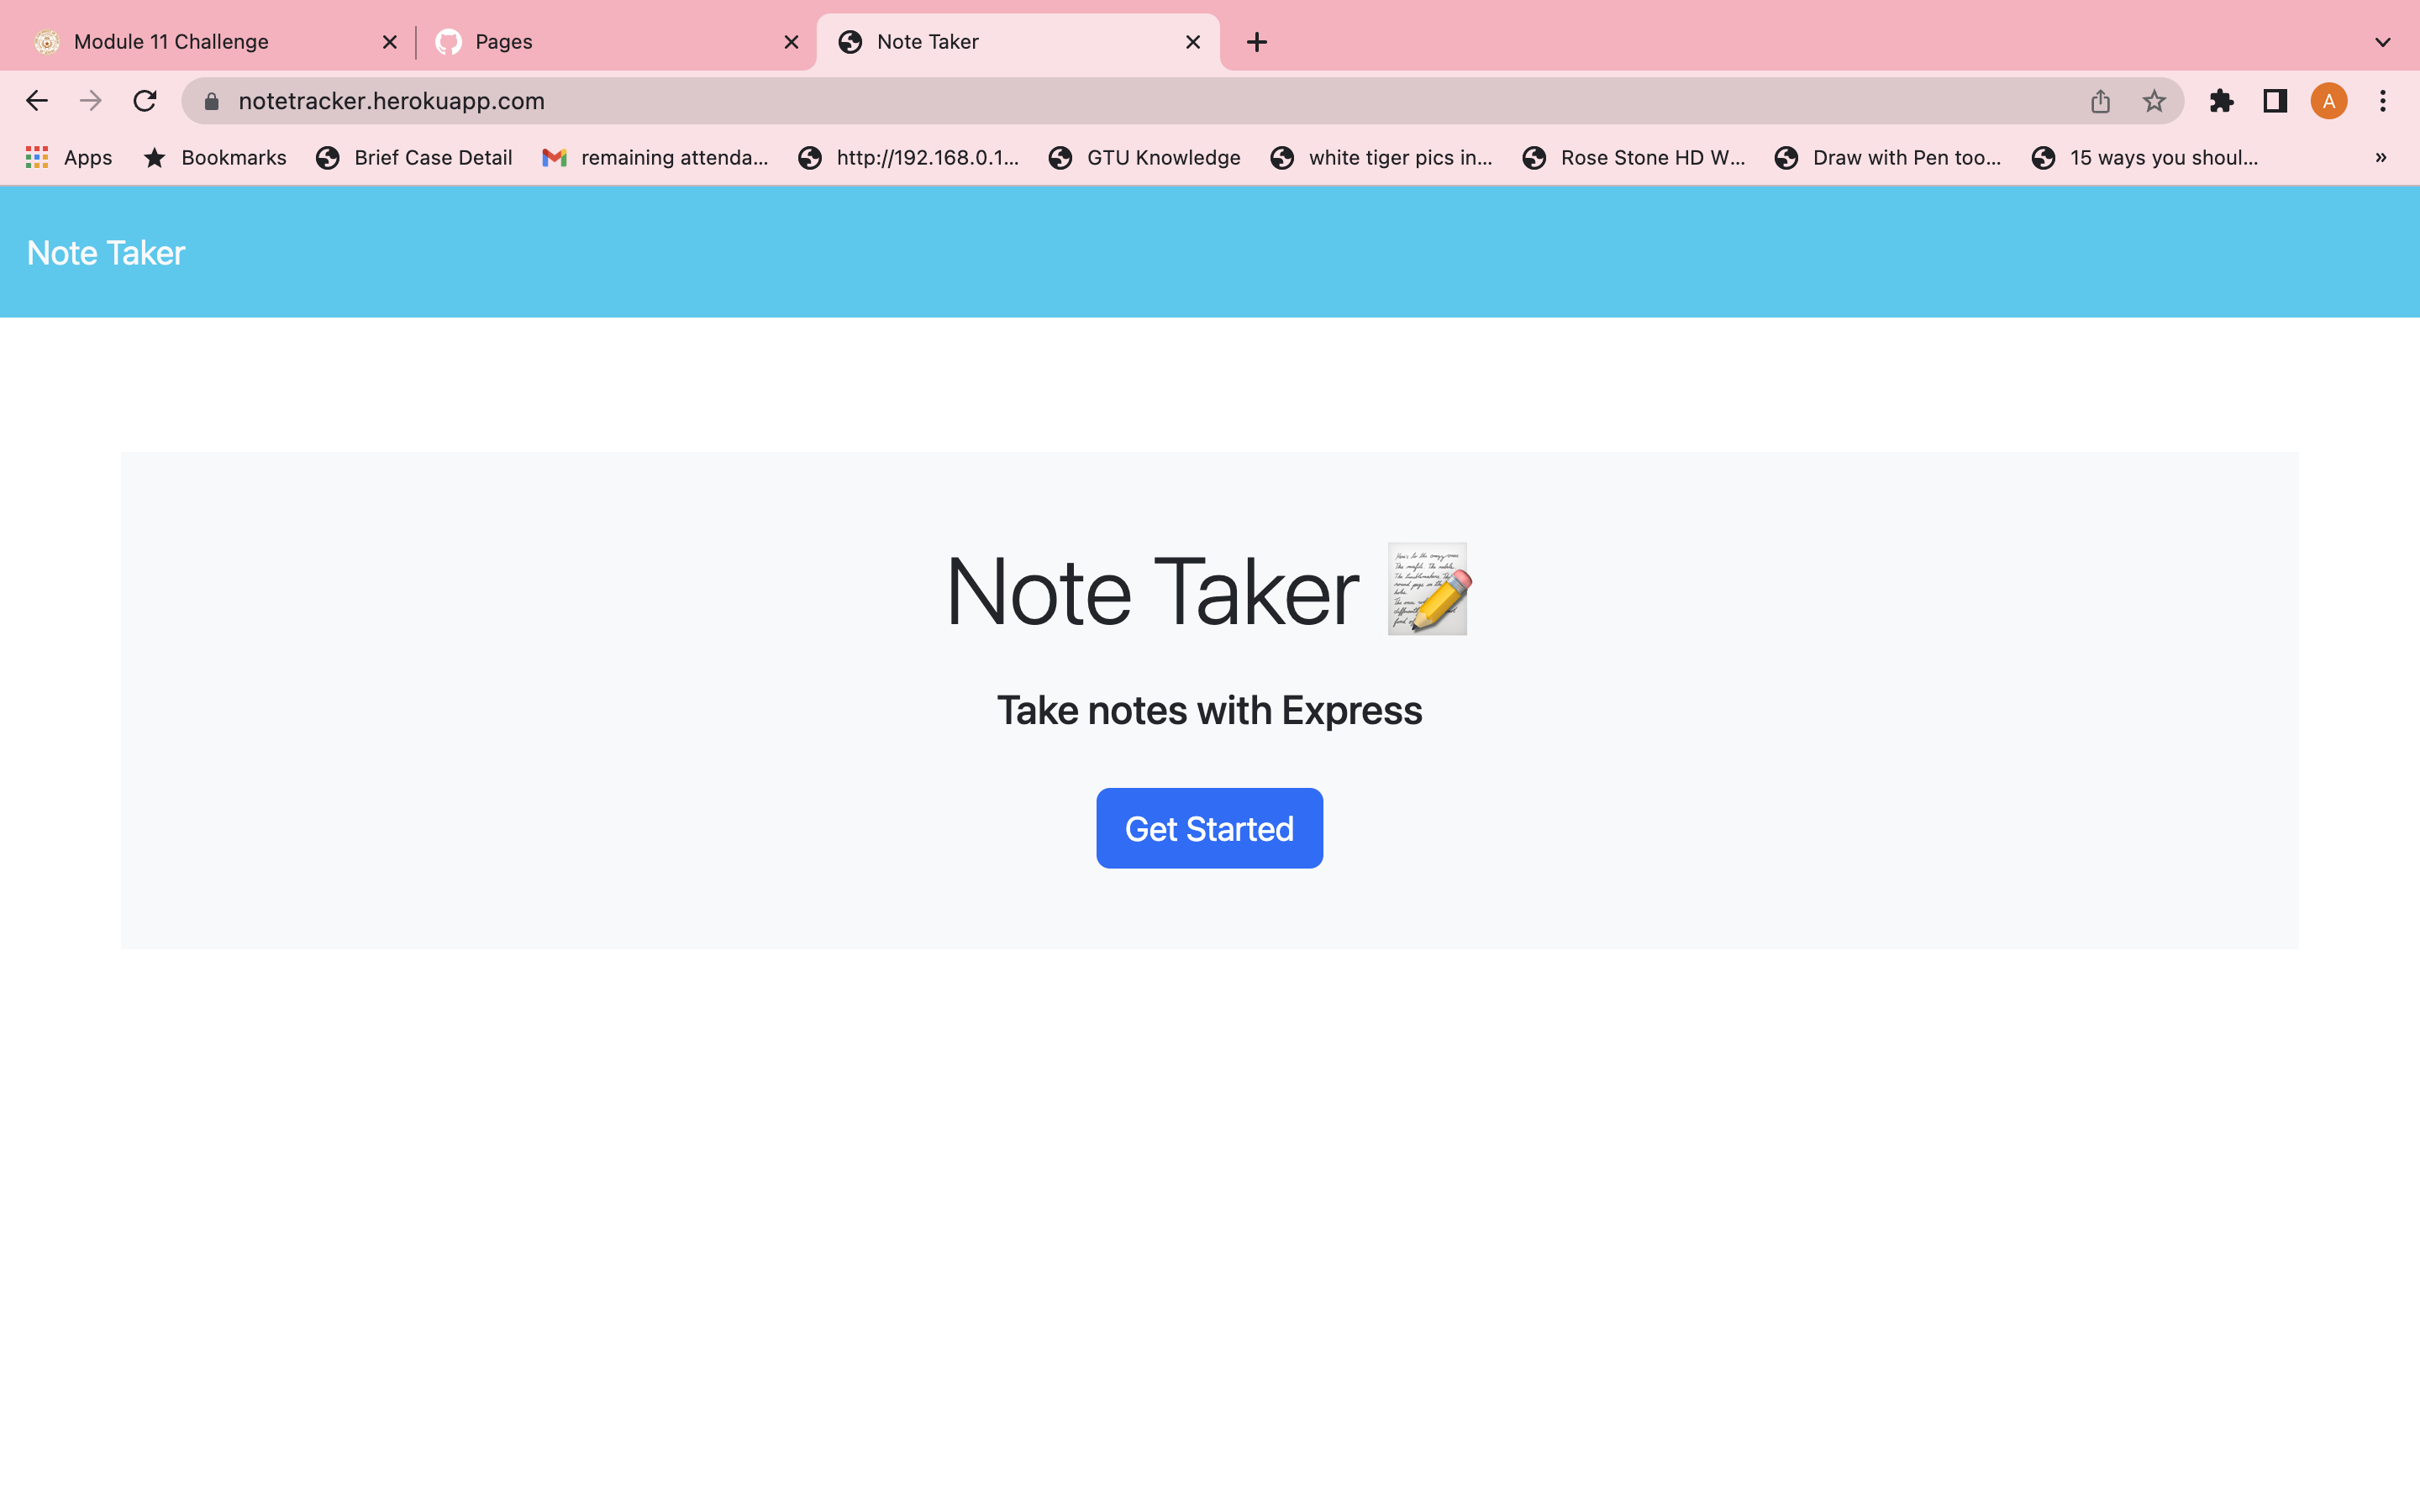 Module 11 Challenge
Pages
Note Taker
notetracker.herokuapp.com
A
Apps
Bookmarks
Brief Case Detail
remaining attenda...
http://192.168.0.1...
GTU Knowledge
white tiger pics in...
Rose Stone HD W...
Draw with Pen too...
15 ways you shoul...
»
Note Taker
Note Taker
Take notes with Express
Get Started